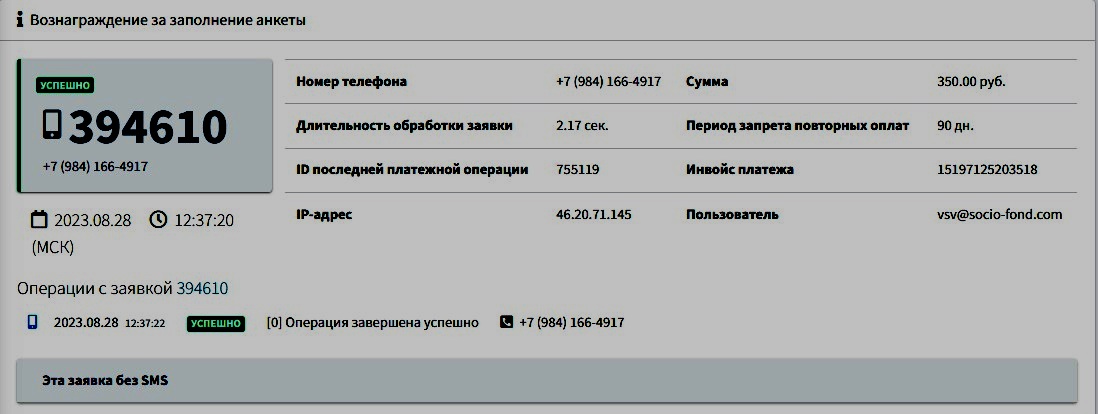 Вознаграждение за заполнение анкеты
УСПЕШНО
394610
+7 (984) 166-4917
2023.08.28 12:37:20
(МСК)
Номер телефона +7 (984) 166-4917 Сумма 350.00 руб.
Длительность обработки заявки 2.17 сек. Период запрета повторных оплат 90 дн.
ID последней платежной операции 755119 Инвойс платежа 15197125203518
IP-адрес 46.20.71.145 Пользователь vsv@socio-fond.com
Операции с заявкой 394610
2023.08.28 12:37:22 УСПЕШНО [0] Операция завершена успешно +7 (984) 166-4917
Эта заявка без SMS